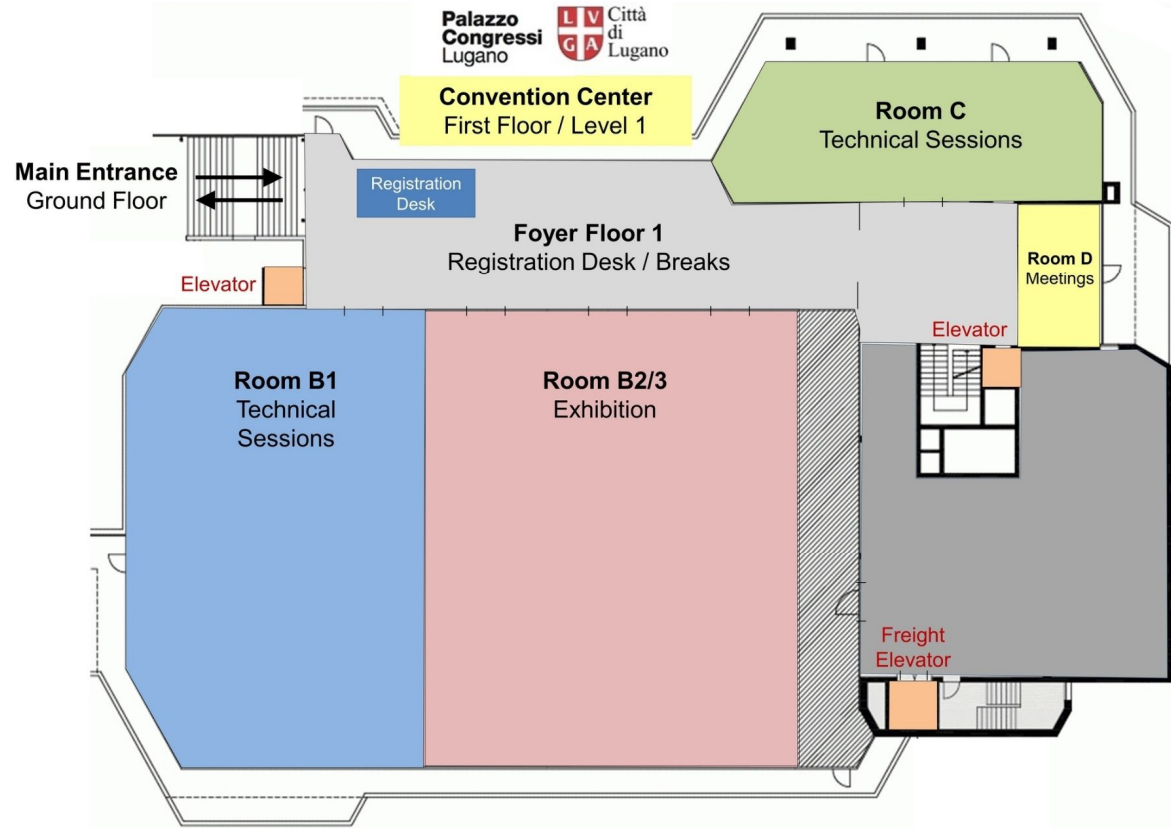 Palazzo
Congressi
Lugano
L V
G A
Città
di
Lugano
Convention Center
First Floor / Level 1
Room C
Technical Sessions
Main Entrance
Ground Floor
Registration
Desk
Foyer Floor 1
Registration Desk / Breaks
Room D
Meetings
Elevator
Elevator
Room B1
Technical
Sessions
Room B2/3
Exhibition
Freight
Elevator